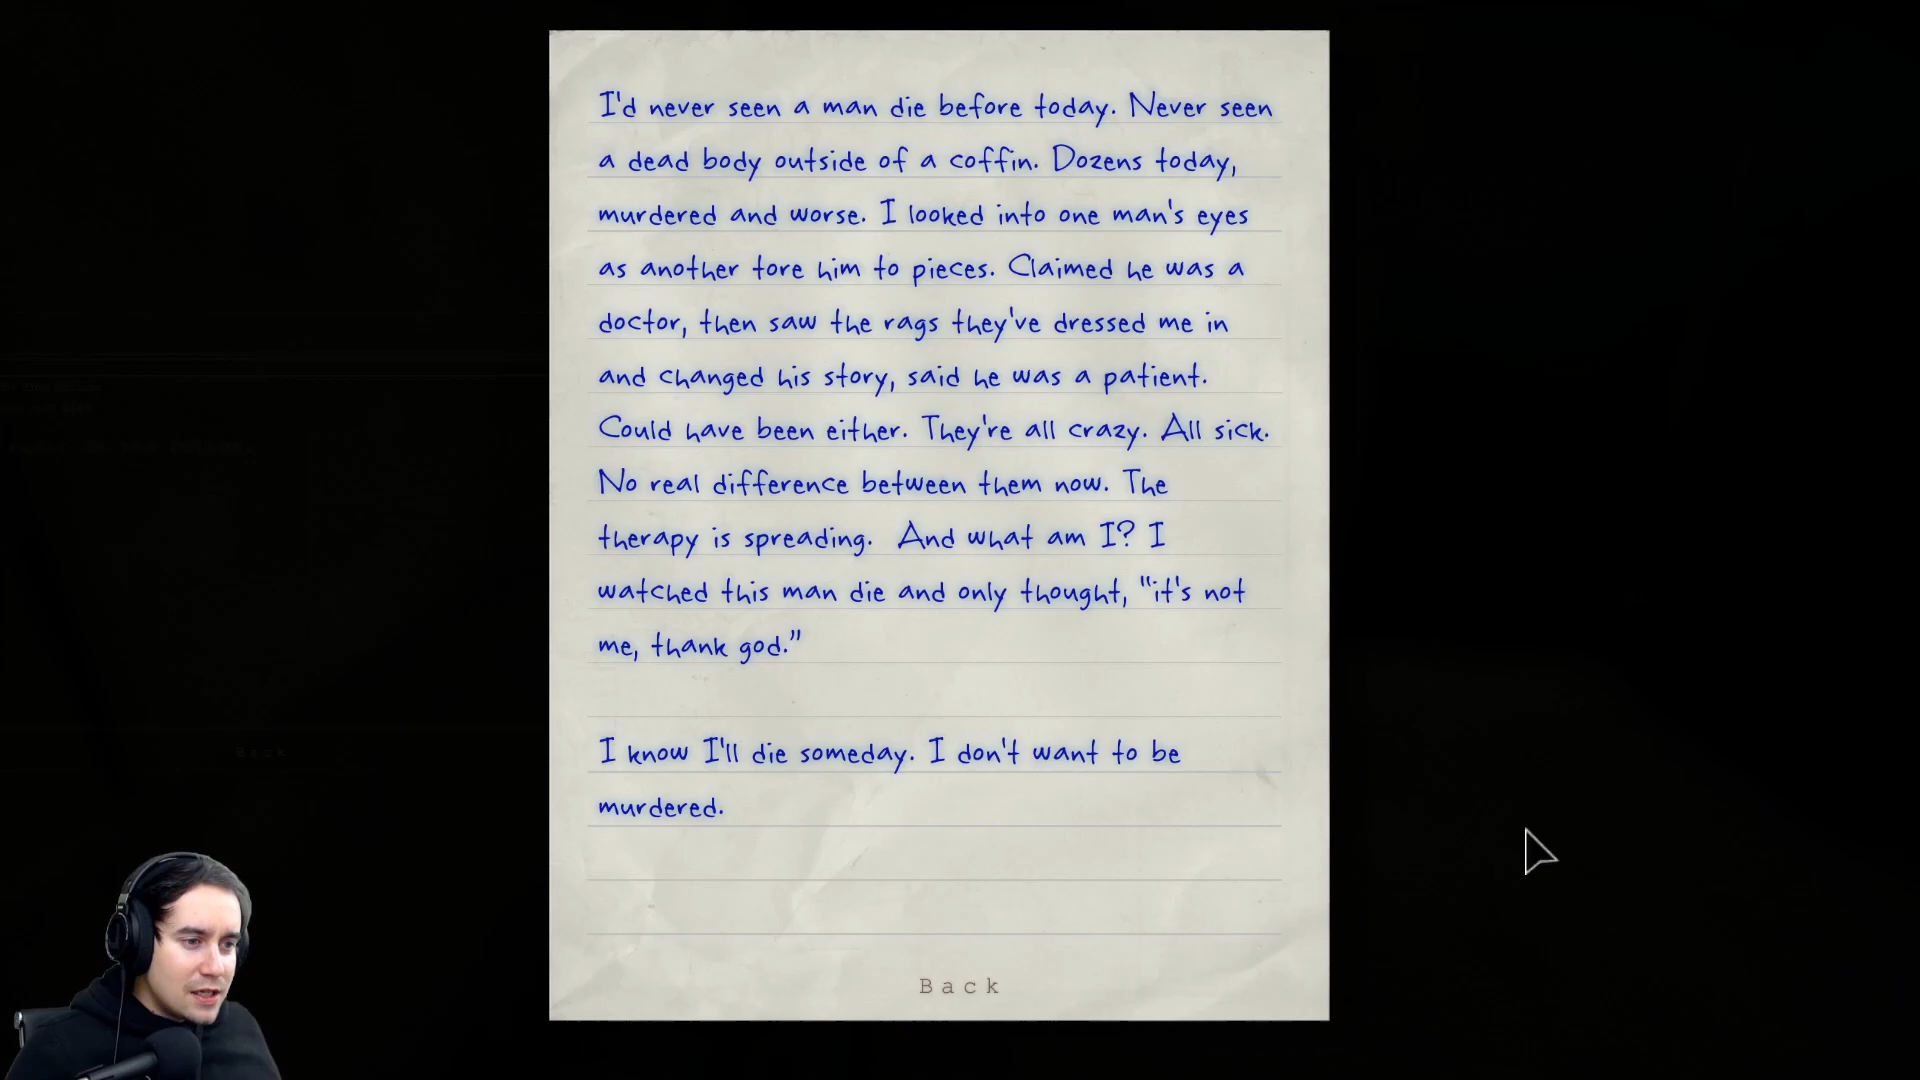 I'd never seen a man die before today. Never seen
a dead body outside of a coffin. Dozens today,
murdered and worse. I looked into one man's eyes
as another tore him to pieces. Claimed he was a
doctor, then saw the rags they've dressed me in
and changed his story, said he was a patient.
Could have been either. They're all crazy. All sick.
No real difference between them now. The
therapy is spreading.  And what am I? I
watched this man die and only thought, "it's not
me, thank god."
I know I'll die someday. I don't want to be
murdered.
Back
Back